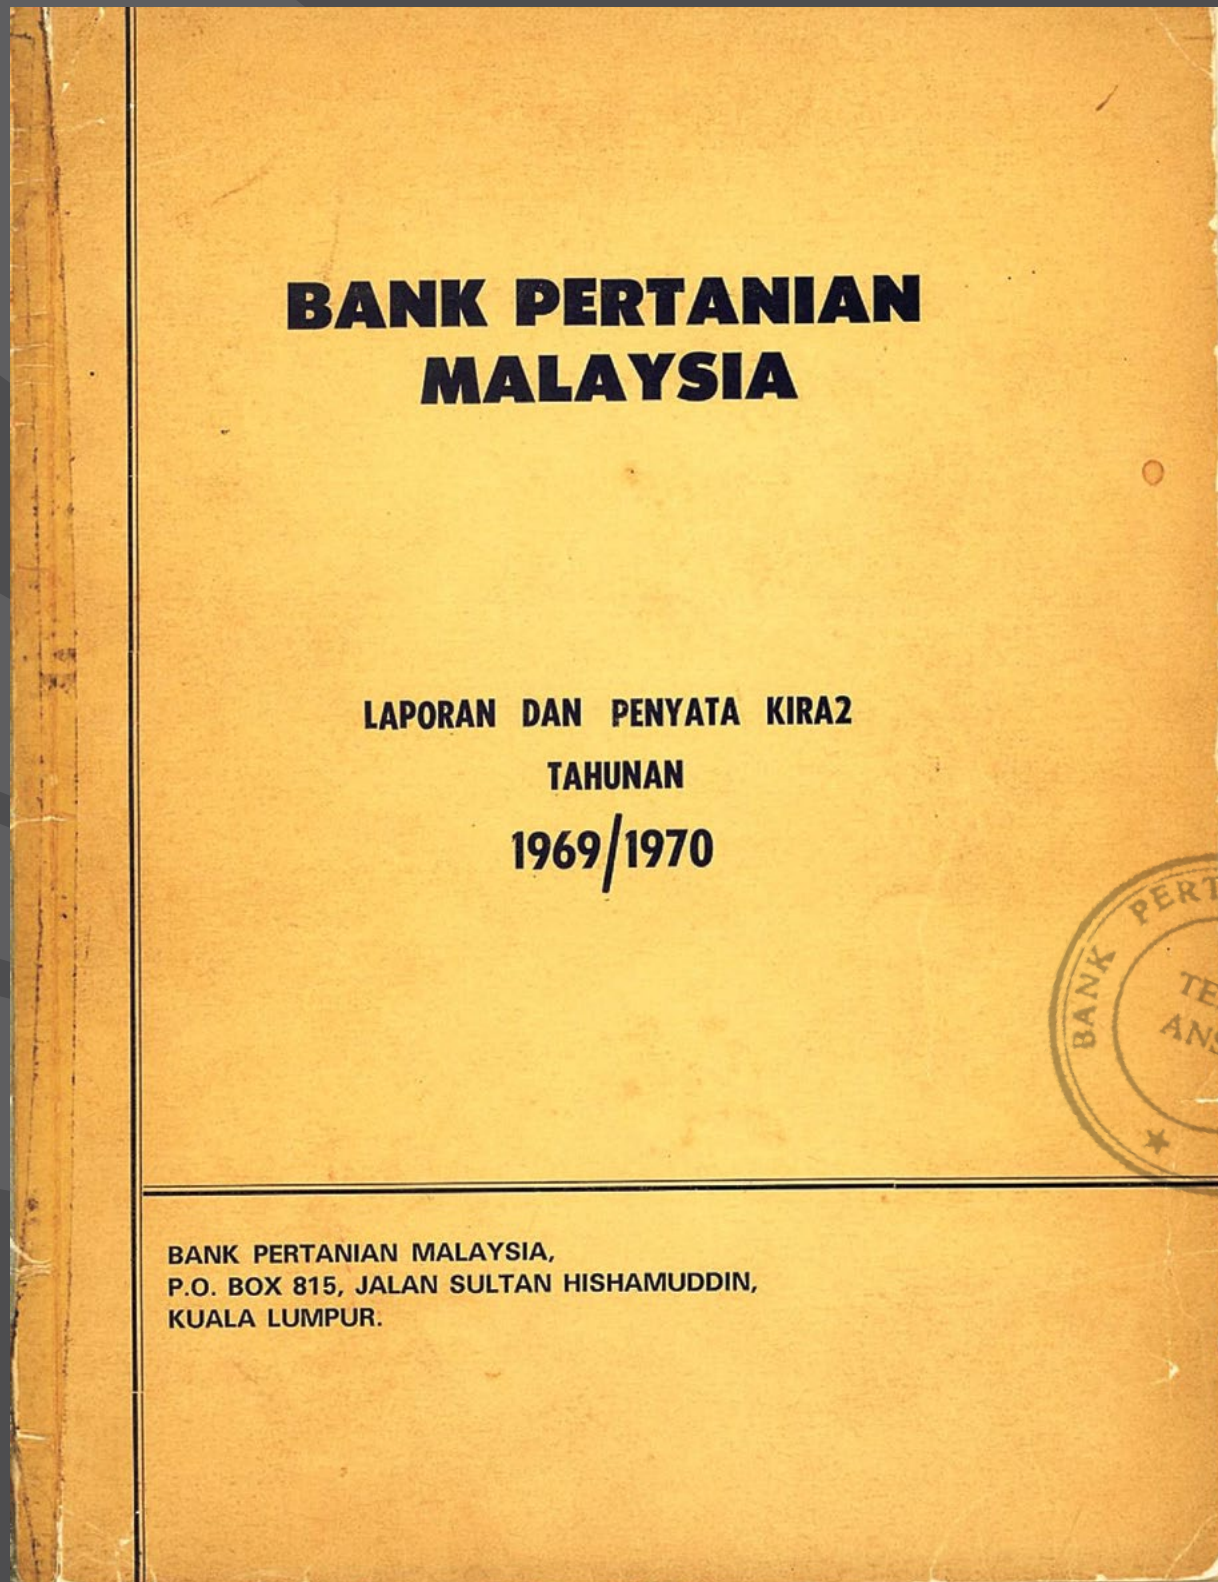 BANK PERTANIAN
MALAYSIA
LAPORAN DAN PENYATA KIRA2
TAHUNAN
1969/1970
BANK
BANK PERTANIAN MALAYSIA,
P.O. BOX 815, JALAN SULTAN HISHAMUDDIN,
KUALA LUMPUR.